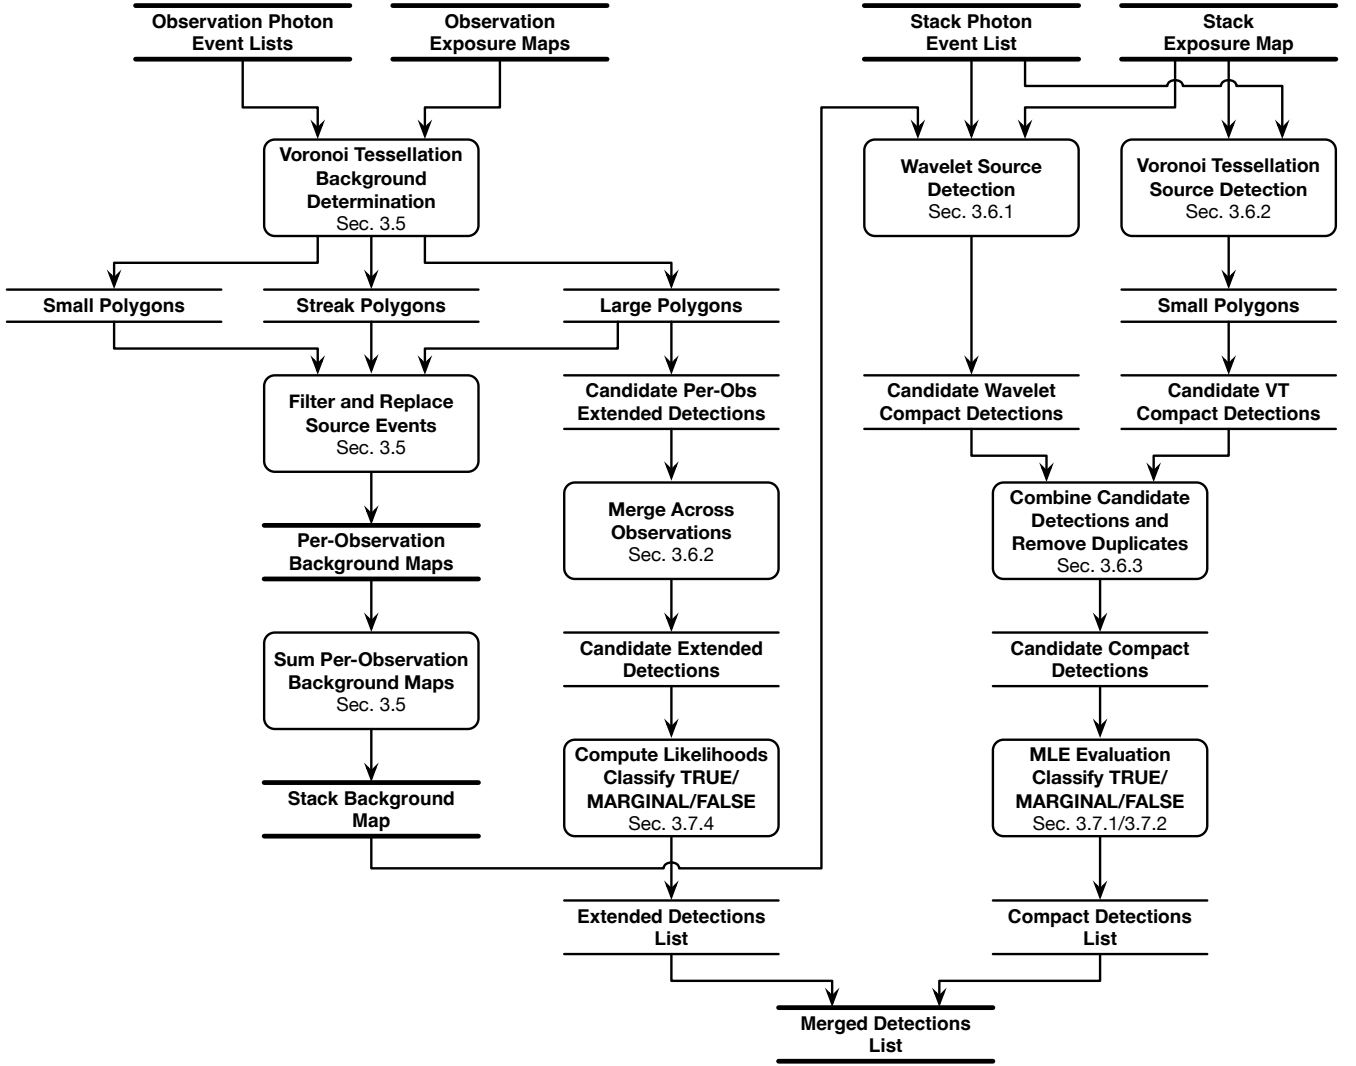 Observation Photon
Event Lists
Observation
Exposure Maps
Stack Photon
Event List
Stack
Exposure Map
Voronoi Tessellation
Background
Determination
Sec. 3.5
Wavelet Source
Detection
Sec. 3.6.1
Voronoi Tessellation
Source Detection
Sec. 3.6.2
Small Polygons
Streak Polygons
Large Polygons
Small Polygons
Filter and Replace
Source Events
Sec. 3.5
Candidate Per-Obs
Extended Detections
Candidate Wavelet
Compact Detections
Candidate VT
Compact Detections
Merge Across
Observations
Sec. 3.6.2
Combine Candidate
Detections and
Remove Duplicates
Sec. 3.6.3
Per-Observation
Background Maps
Sum Per-Observation
Background Maps
Sec. 3.5
Candidate Extended
Detections
Candidate Compact
Detections
Compute Likelihoods
Classify TRUE/
MARGINAL/FALSE
Sec. 3.7.4
MLE Evaluation
Classify TRUE/
MARGINAL/FALSE
Sec. 3.7.1/3.7.2
Stack Background
Map
Extended Detections
List
Compact Detections
List
Merged Detections
List